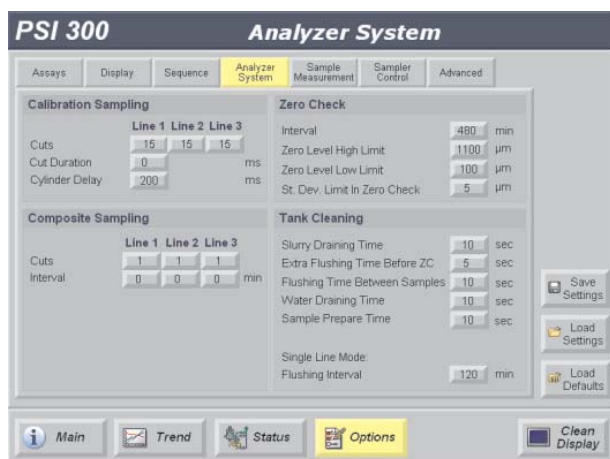 PSI 300 Analyzer System
Assays Display Sequence Analyzer System Sample Measurement Sampler Control Advanced
Calibration Sampling
Line 1 Line 2 Line 3
Cuts 15 15 15
Cut Duration 0 ms
Cylinder Delay 200 ms
Zero Check
Interval 480 min
Zero Level High Limit 1100 µm
Zero Level Low Limit 100 µm
St. Dev. Limit In Zero Check 5 µm
Composite Sampling
Line 1 Line 2 Line 3
Cuts 1 1 1
Interval 0 0 0 min
Tank Cleaning
Slurry Draining Time 10 sec
Extra Flushing Time Before ZC 5 sec
Flushing Time Between Samples 10 sec
Water Draining Time 10 sec
Sample Prepare Time 10 sec
Single Line Mode:
Flushing Interval 120 min
Save Settings
Load Settings
Load Defaults
Main Trend Status Options Clean Display